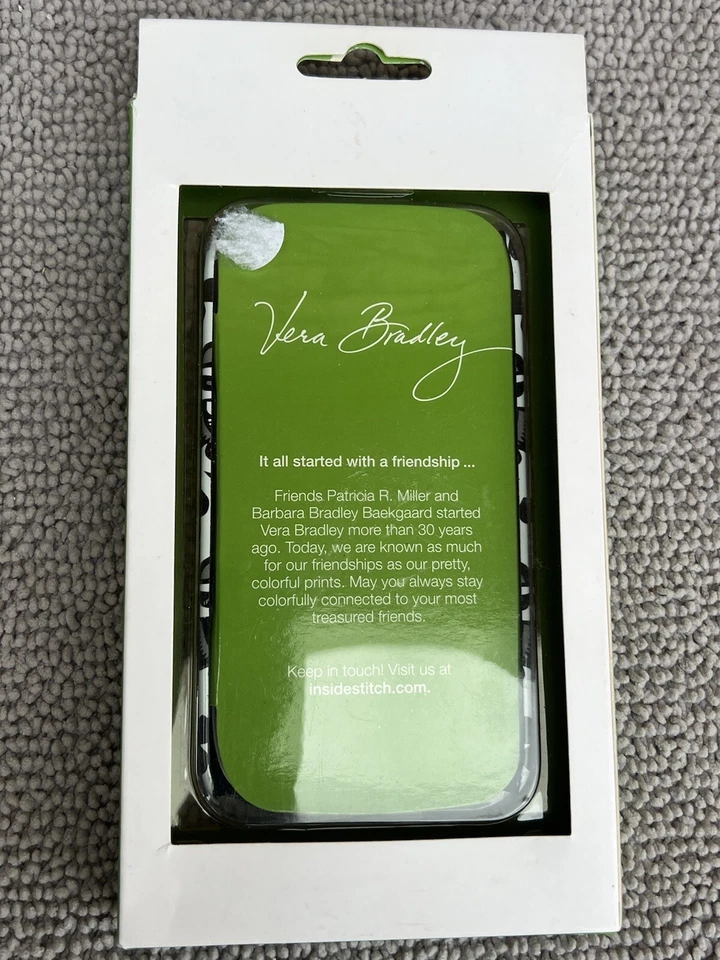 Vera Bradley
It all started with a friendship ...
Friends Patricia R. Miller and
Barbara Bradley Baekgaard started
Vera Bradley more than 30 years
ago. Today, we are known as much
for our friendships as our pretty,
colorful prints. May you always stay
colorfully connected to your most
treasured friends.
Keep in touch! Visit us at
insidestitch.com.